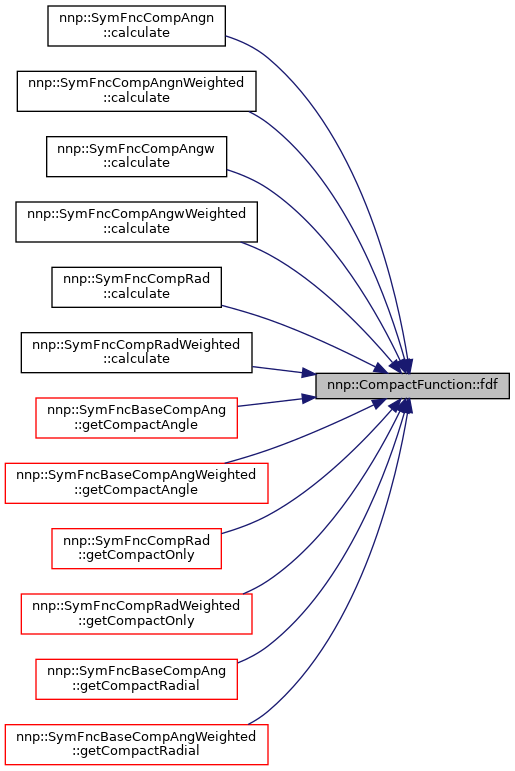 nnp::SymFncCompAngn
::calculate
nnp::SymFncCompAngnWeighted
::calculate
nnp::SymFncCompAngw
::calculate
nnp::SymFncCompAngwWeighted
::calculate
nnp::SymFncCompRad
::calculate
nnp::SymFncCompRadWeighted
::calculate
nnp::CompactFunction::fdf
nnp::SymFncBaseCompAng
::getCompactAngle
nnp::SymFncBaseCompAngWeighted
::getCompactAngle
nnp::SymFncCompRad
::getCompactOnly
nnp::SymFncCompRadWeighted
::getCompactOnly
nnp::SymFncBaseCompAng
::getCompactRadial
nnp::SymFncBaseCompAngWeighted
::getCompactRadial